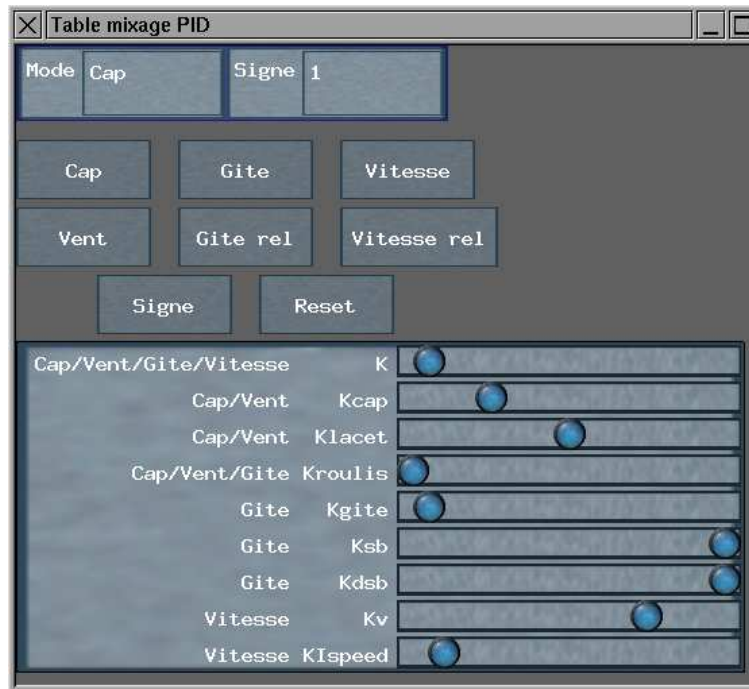 Table mixage PID
Mode Cap Signe 1
Cap Gite Vitesse
Vent Gite rel Vitesse rel
Signe Reset
Cap/Vent/Gite/Vitesse K
Cap/Vent Kcap
Cap/Vent Klacet
Cap/Vent/Gite Kroulis
Gite Kgite
Gite Ksb
Gite Kdsb
Vitesse Kv
Vitesse KIspeed